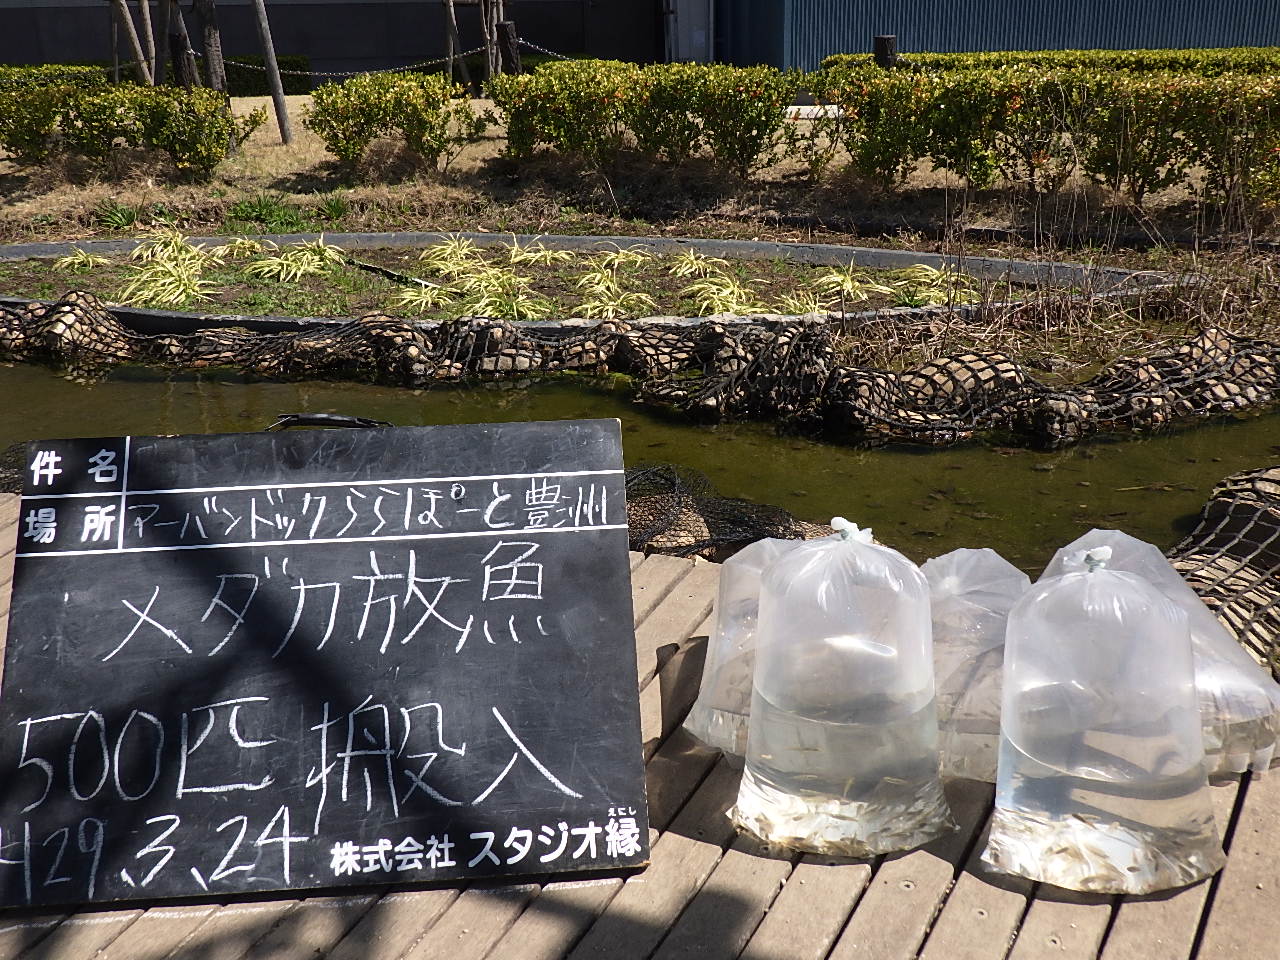 件名
場所 アーバンドックららぽーと豊洲
メダカ放魚
500匹搬入
H29.3.24
えにし
株式会社 スタジオ縁